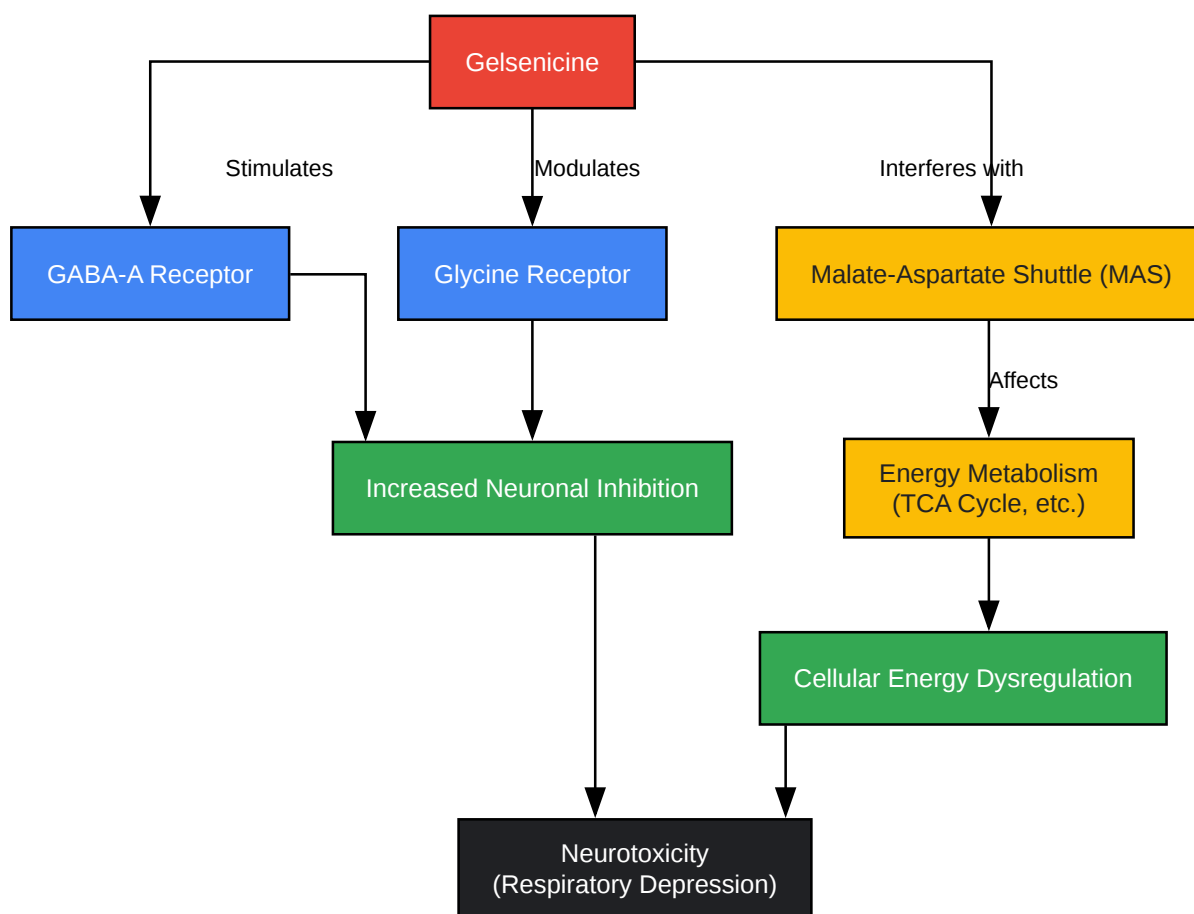 Gelsenicine
Stimulates
Modulates
Interferes with
GABA-A Receptor
Glycine Receptor
Malate-Aspartate Shuttle (MAS)
Affects
Increased Neuronal Inhibition
Energy Metabolism
(TCA Cycle, etc.)
Cellular Energy Dysregulation
Neurotoxicity
(Respiratory Depression)